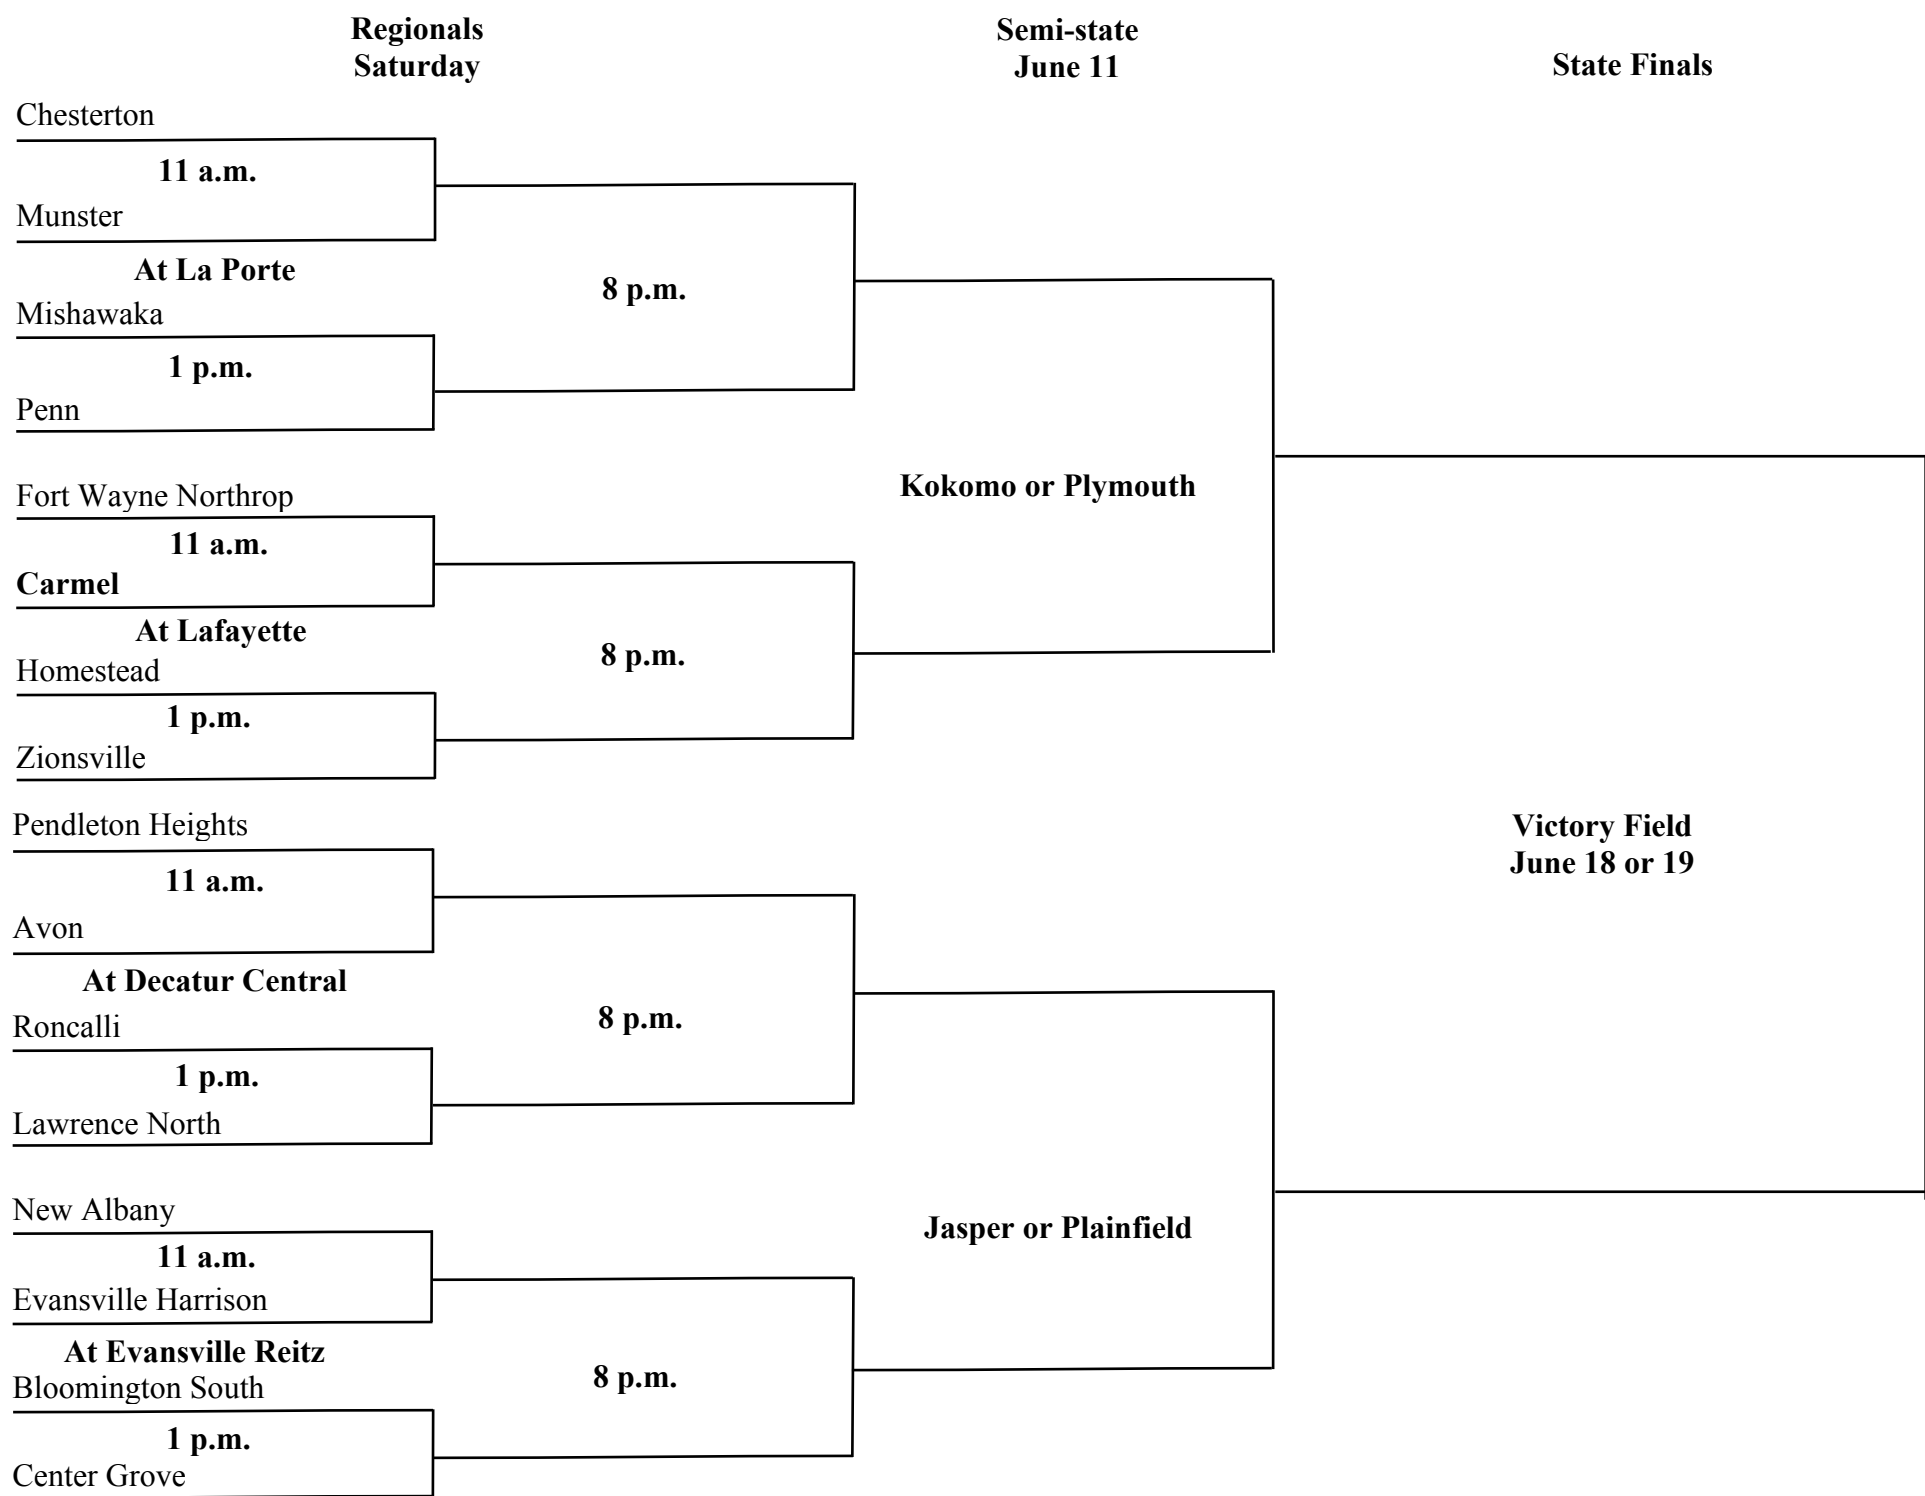 Regionals
Saturday
Semi-state
June 11
State Finals
Chesterton
11 a.m.
Munster
At La Porte
8 p.m.
Mishawaka
1 p.m.
Penn
Kokomo or Plymouth
Fort Wayne Northrop
11 a.m.
Carmel
At Lafayette
8 p.m.
Homestead
1 p.m.
Zionsville
Pendleton Heights
Victory Field
June 18 or 19
11 a.m.
Avon
At Decatur Central
8 p.m.
Roncalli
1 p.m.
Lawrence North
New Albany
Jasper or Plainfield
11 a.m.
Evansville Harrison
At Evansville Reitz
8 p.m.
Bloomington South
1 p.m.
Center Grove